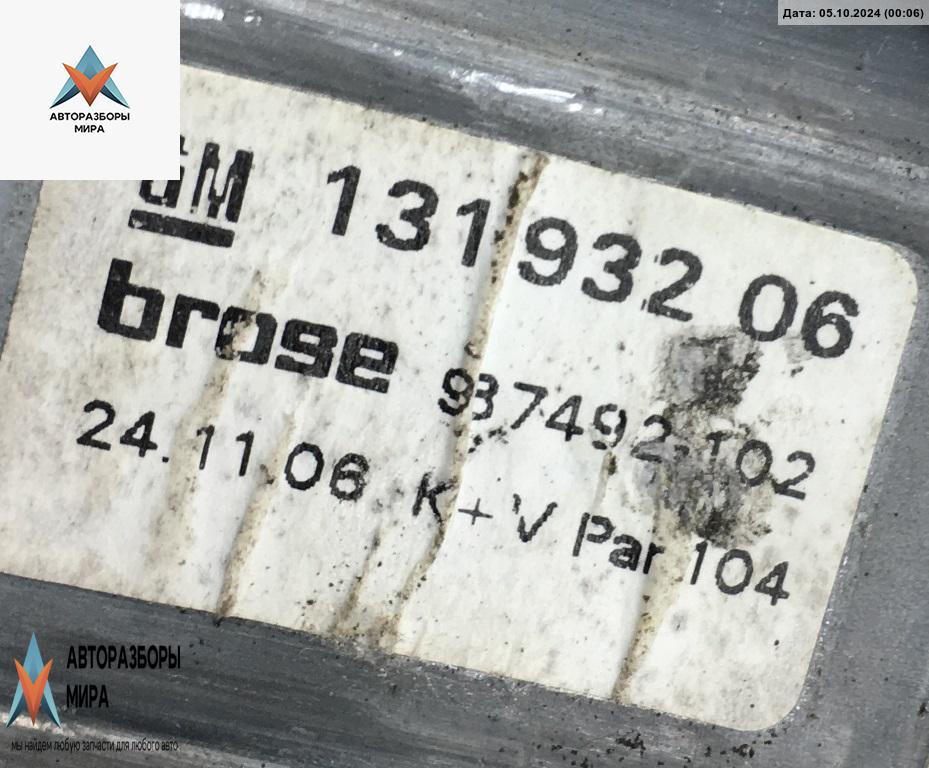 Дата: 05.10.2024 (00:06)
АВТОРАЗБОРЫ
МИРА
GM 131 932 06
brose 937492-102
24.11.06 K+V Par 104
АВТОРАЗБОРЫ
МИРА
мы найдем любую запчасти для любого авто